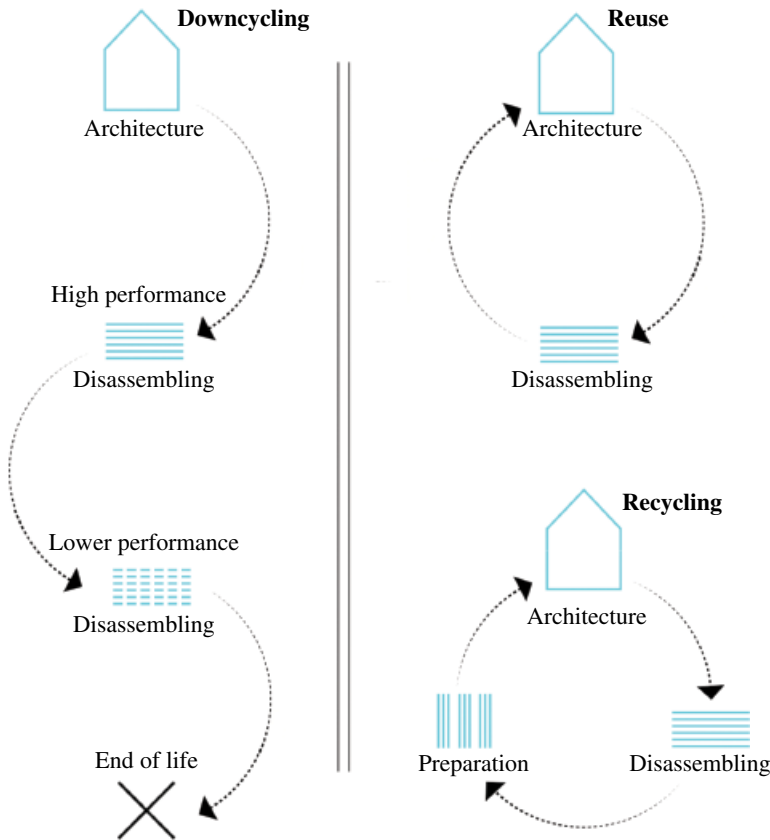 Downcycling
Architecture
High performance
Disassembling
Lower performance
Disassembling
End of life
Reuse
Architecture
Disassembling
Recycling
Architecture
Preparation
Disassembling